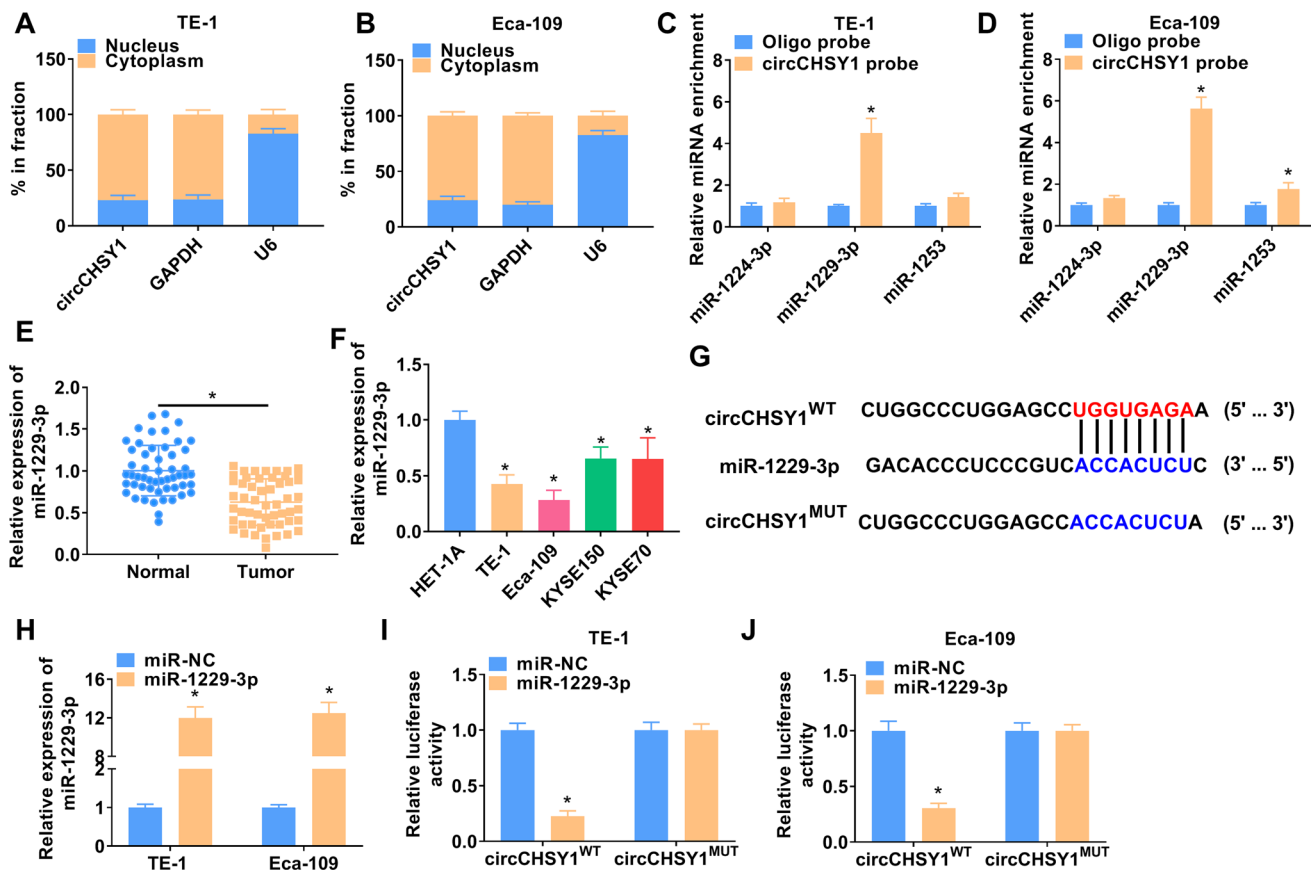 A
TE-1
Nucleus
Cytoplasm
% in fraction
150
100
50
0
circCHSY1
GAPDH
U6
B
Eca-109
Nucleus
Cytoplasm
% in fraction
150
100
50
0
circCHSY1
GAPDH
U6
C
TE-1
Oligo probe
circCHSY1 probe
Relative miRNA enrichment
8
6
4
2
0
*
miR-1224-3p
miR-1229-3p
miR-1253
D
Eca-109
Oligo probe
circCHSY1 probe
Relative miRNA enrichment
8
6
4
2
0
*
*
miR-1224-3p
miR-1229-3p
miR-1253
E
Relative expression of
miR-1229-3p
2.0
1.5
1.0
0.5
0.0
*
Normal
Tumor
F
Relative expression of
miR-1229-3p
1.5
1.0
0.5
0.0
*
*
*
*
HET-1A
TE-1
Eca-109
KYSE150
KYSE70
G
circCHSY1WT CUGGCCCUGGAGCCUGGUGAGAA (5' ... 3')
miR-1229-3p GACACCCUCCCGUCACCACUCUC (3' ... 5')
circCHSY1MUT CUGGCCCUGGAGCCACCACUCUA (5' ... 3')
H
miR-NC
miR-1229-3p
Relative expression of
miR-1229-3p
16
12
8
2
1
0
*
*
TE-1
Eca-109
I
TE-1
miR-NC
miR-1229-3p
Relative luciferase
activity
1.5
1.0
0.5
0.0
*
circCHSY1WT
circCHSY1MUT
J
Eca-109
miR-NC
miR-1229-3p
Relative luciferase
activity
1.5
1.0
0.5
0.0
*
circCHSY1WT
circCHSY1MUT